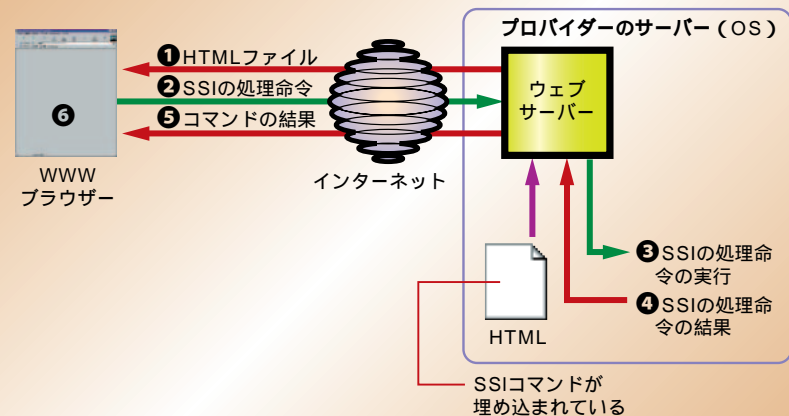 プロバイダーのサーバー（OS）
❶HTMLファイル
❷SSIの処理命令
❺コマンドの結果
❻
WWW
ブラウザー
インターネット
ウェブ
サーバー
❸SSIの処理命
令の実行
❹SSIの処理命
令の結果
HTML
SSIコマンドが
埋め込まれている